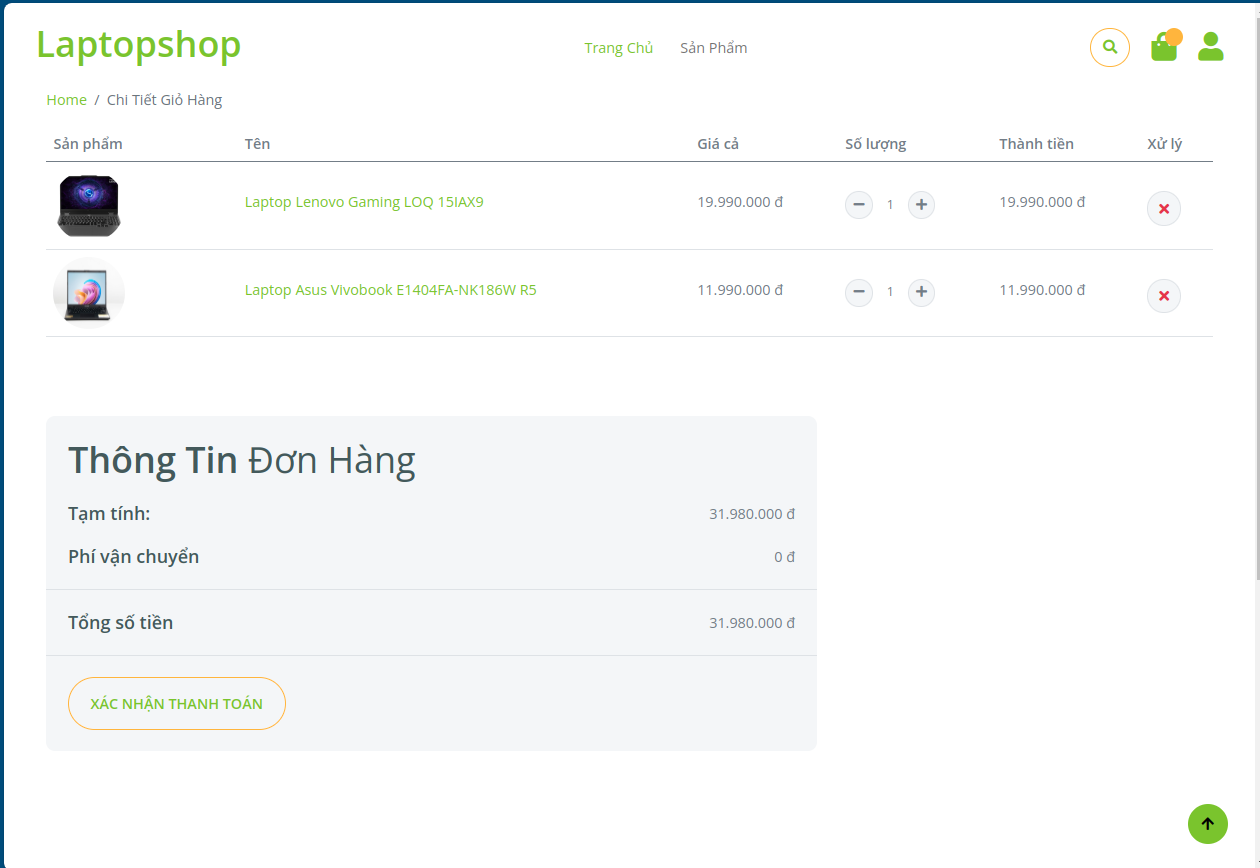 Laptopshop
Trang Chủ Sản Phẩm
Home / Chi Tiết Giỏ Hàng
Sản phẩm Tên Giá cả Số lượng Thành tiền Xử lý
Laptop Lenovo Gaming LOQ 15IAX9 19.990.000 đ 1 19.990.000 đ
Laptop Asus Vivobook E1404FA-NK186W R5 11.990.000 đ 1 11.990.000 đ
Thông Tin Đơn Hàng
Tạm tính: 31.980.000 đ
Phí vận chuyển 0 đ
Tổng số tiền 31.980.000 đ
XÁC NHẬN THANH TOÁN